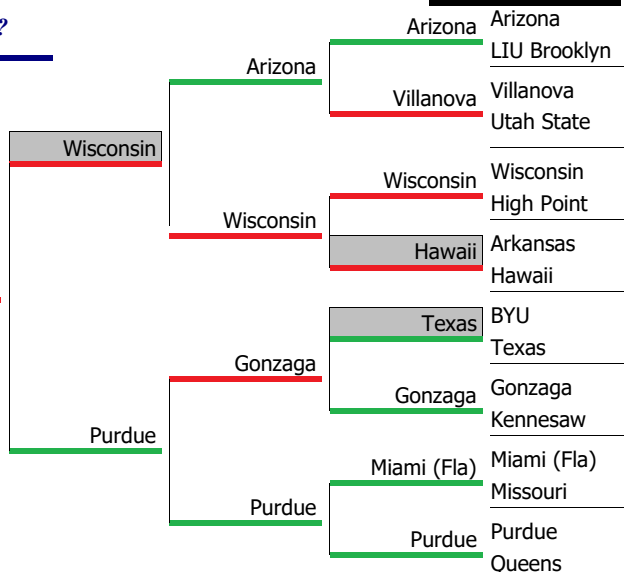 ?
Arizona
Arizona
LIU Brooklyn
Arizona
Villanova
Villanova
Utah State
Wisconsin
Wisconsin
Wisconsin
High Point
Wisconsin
Hawaii
Arkansas
Hawaii
Texas
BYU
Texas
Gonzaga
Gonzaga
Gonzaga
Kennesaw
Purdue
Miami (Fla)
Miami (Fla)
Missouri
Purdue
Purdue
Purdue
Queens